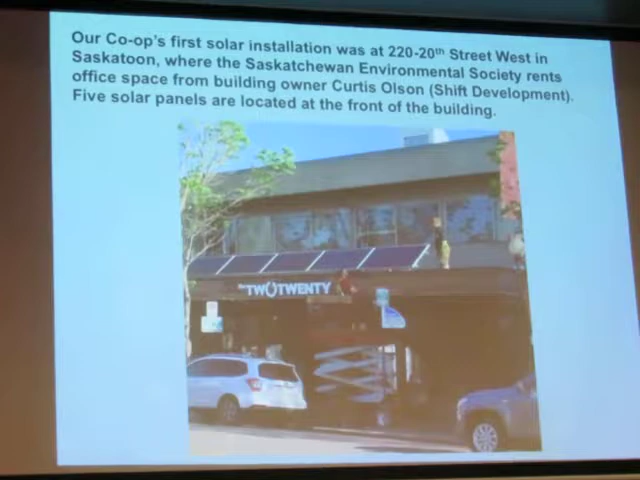 Our Co-op's first solar installation was at 220-20th Street West in
Saskatoon, where the Saskatchewan Environmental Society rents
office space from building owner Curtis Olson (Shift Development).
Five solar panels are located at the front of the building.
TWOTWENTY